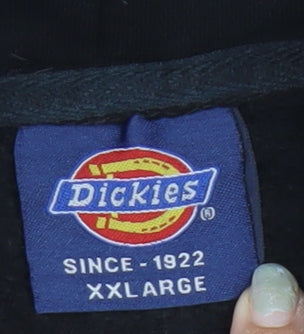 Dickies ®
SINCE - 1922
XXLARGE